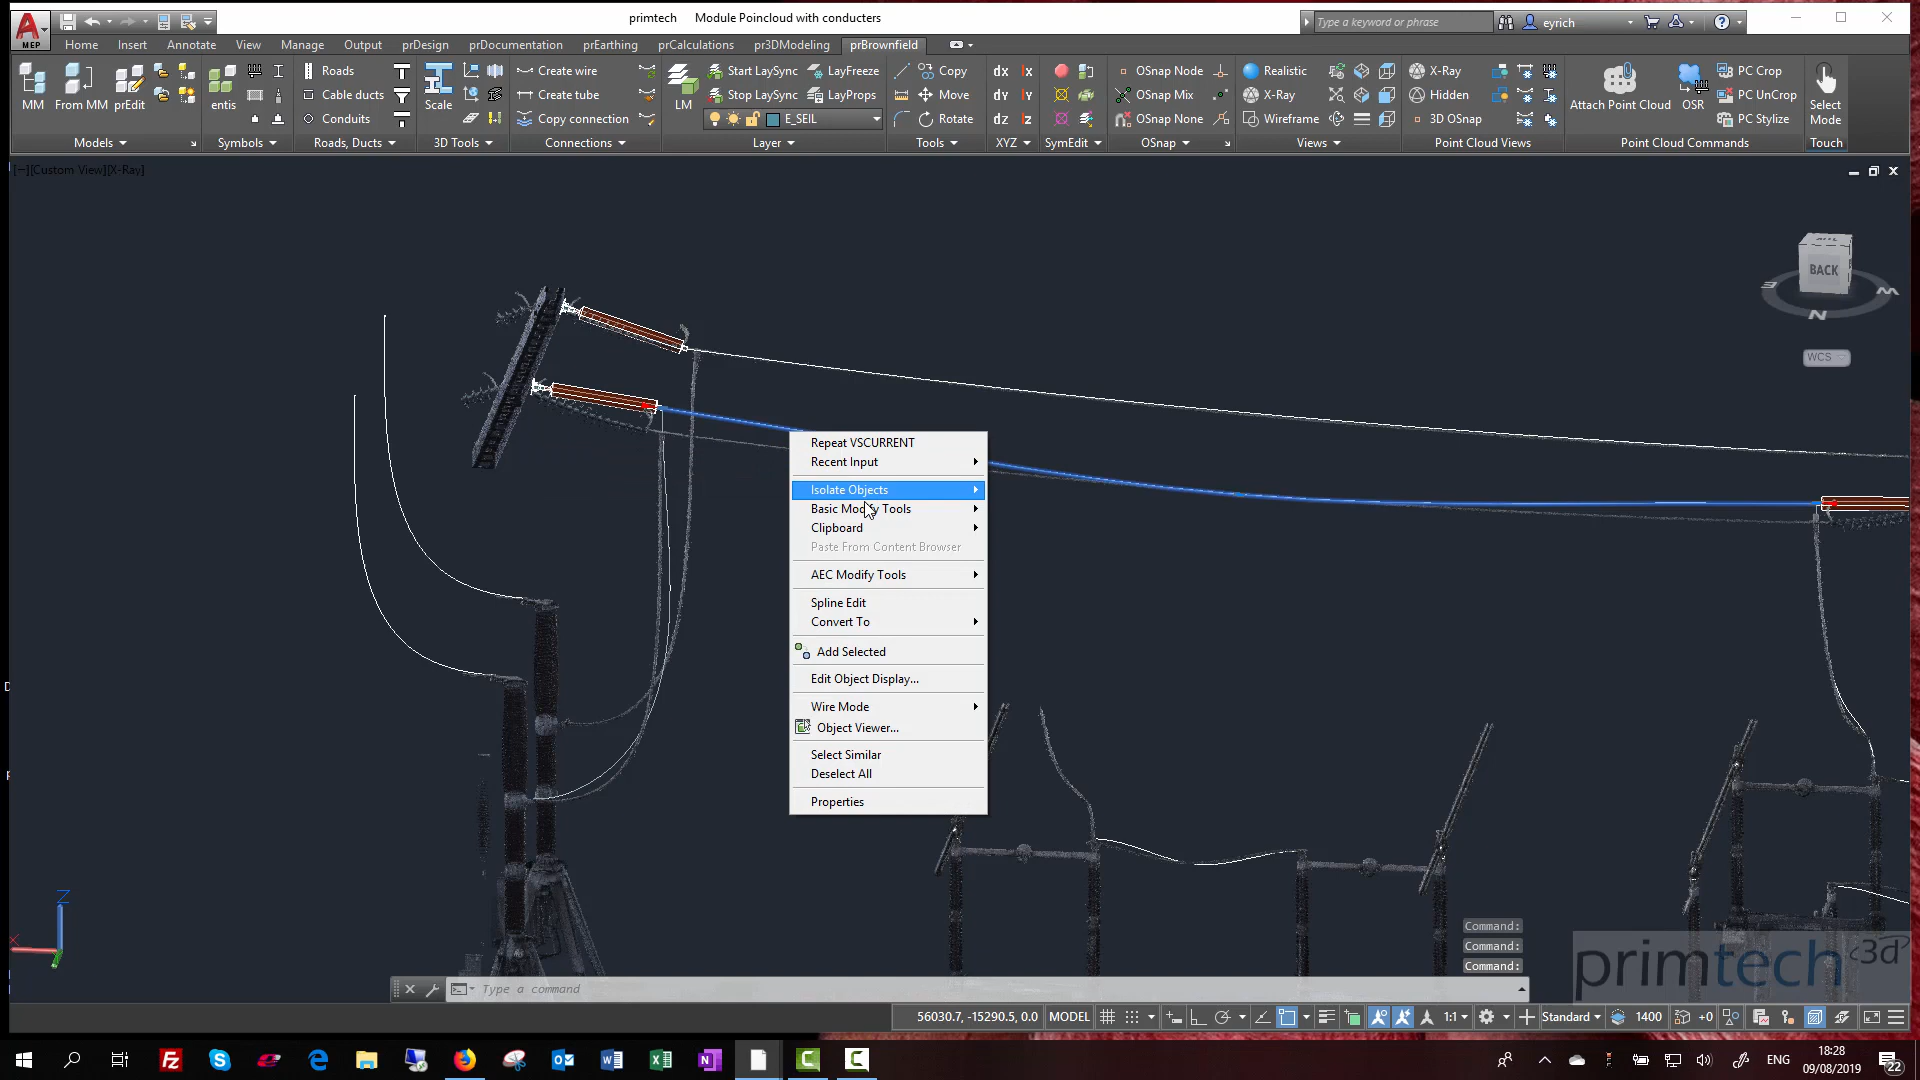 primtech Module Poincloud with conducters
Type a keyword or phrase
eyrich
MEP
Home Insert Annotate View Manage Output prDesign prDocumentation prEarthing prCalculations pr3DModeling prBrownfield
Roads
Create wire
Start LaySync
LayFreeze
Copy
dx
OSnap Node
Realistic
X-Ray
PC Crop
MM From MM prEdit
entis
Cable ducts
Scale
Create tube
LM
Stop LaySync
LayProps
Move
dY
OSnap Mix
X-Ray
Hidden
Attach Point Cloud
OSR
PC UnCrop
Select
Mode
Conduits
Copy connection
E_SEIL
Rotate
dz
OSnap None
Wireframe
3D OSnap
PC Stylize
Models Symbols Roads, Ducts 3D Tools Connections Layer Tools XYZ SymEdit OSnap Views Point Cloud Views Point Cloud Commands Touch
[−][Custom View][X-Ray]
BACK
N
WCS
Repeat VSCURRENT
Recent Input
Isolate Objects
Basic Modify Tools
Clipboard
Paste From Content Browser
AEC Modify Tools
Spline Edit
Convert To
Add Selected
Edit Object Display...
Wire Mode
Object Viewer...
Select Similar
Deselect All
Properties
Z
X
Command:
Command:
Command:
primtech 3d
Type a command
56030.7, -15290.5, 0.0 MODEL 1:1 Standard 1400 +0
ENG
18:28
09/08/2019
22